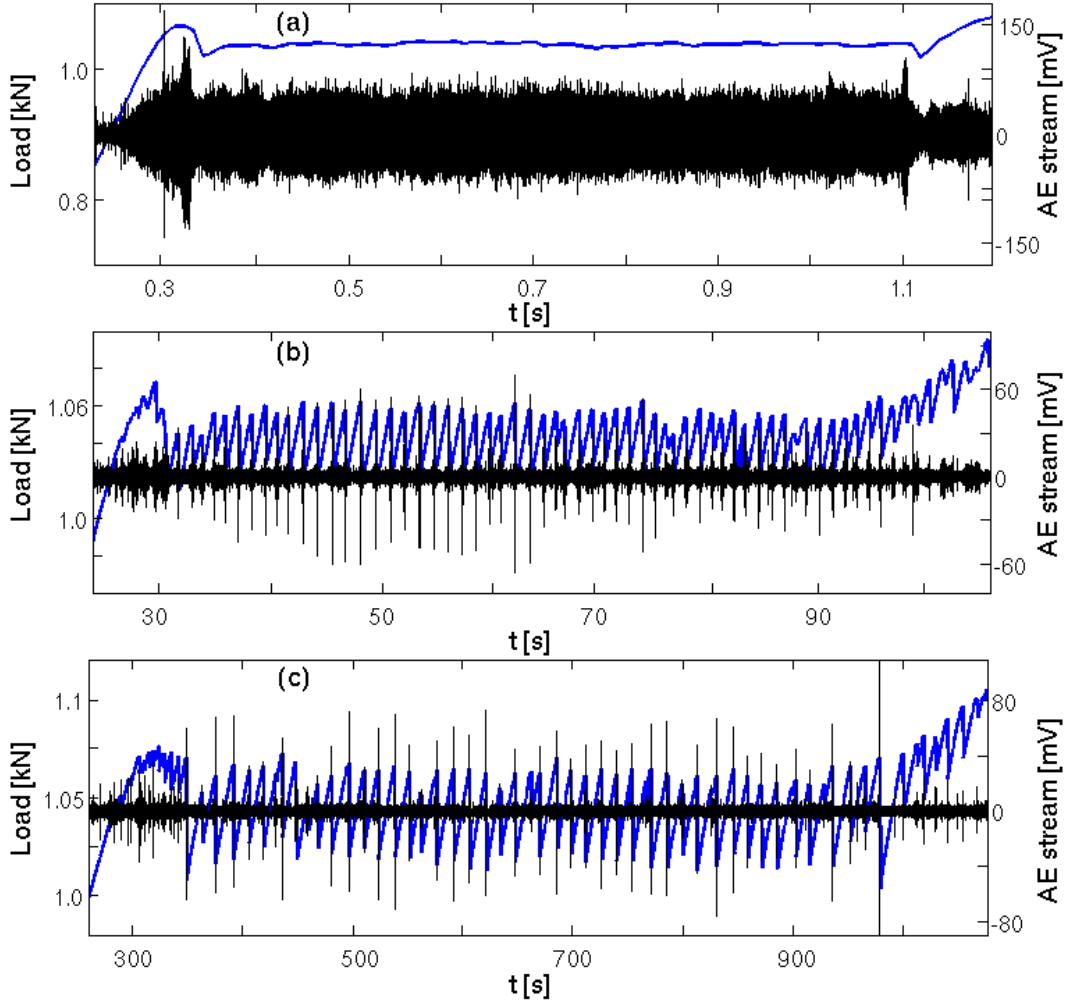 (a)
Load [kN]
1.0
0.8
150
0
-150
AE stream [mV]
0.3 0.5 0.7 0.9 1.1
t [s]
(b)
Load [kN]
1.06
1.0
60
0
-60
AE stream [mV]
30 50 70 90
t [s]
(c)
Load [kN]
1.1
1.05
1.0
80
0
-80
AE stream [mV]
300 500 700 900
t [s]